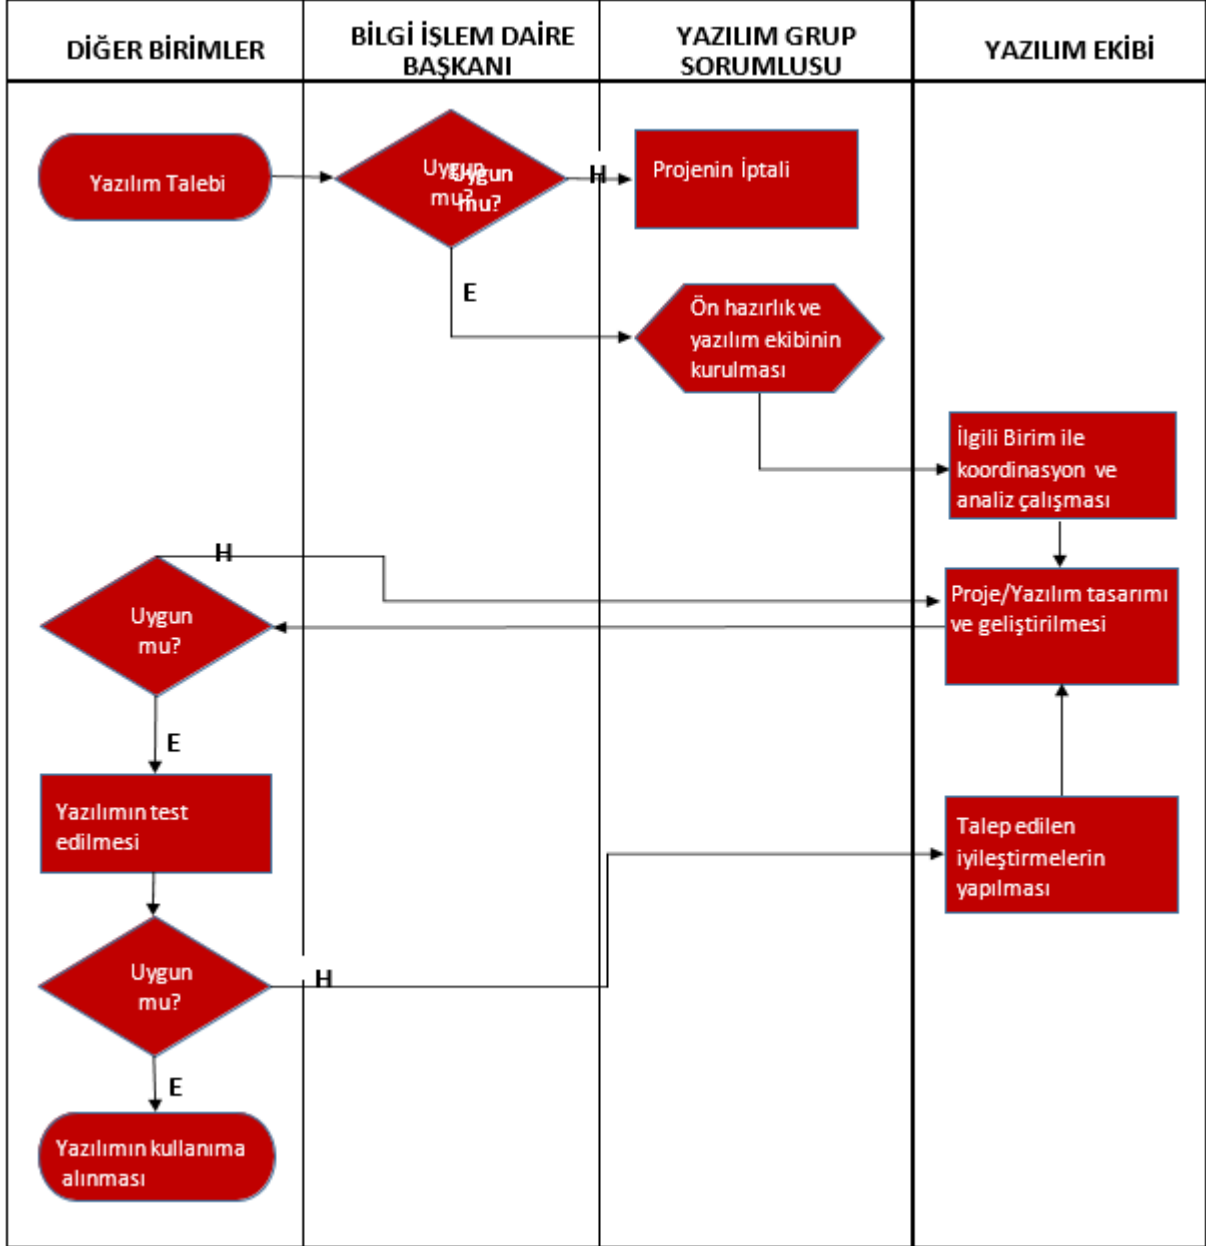 DİĞER BİRİMLER
BİLGİ İŞLEM DAİRE
BAŞKANI
YAZILIM GRUP
SORUMLUSU
YAZILIM EKİBİ
Yazılım Talebi
Uygun
mu?
Uygun
mu?
H
Projenin İptali
E
Ön hazırlık ve
yazılım ekibinin
kurulması
İlgili Birim ile
koordinasyon ve
analiz çalışması
H
Uygun
mu?
Proje/Yazılım tasarımı
ve geliştirilmesi
E
Yazılımın test
edilmesi
Talep edilen
iyileştirmelerin
yapılması
Uygun
mu?
H
E
Yazılımın kullanıma
alınması